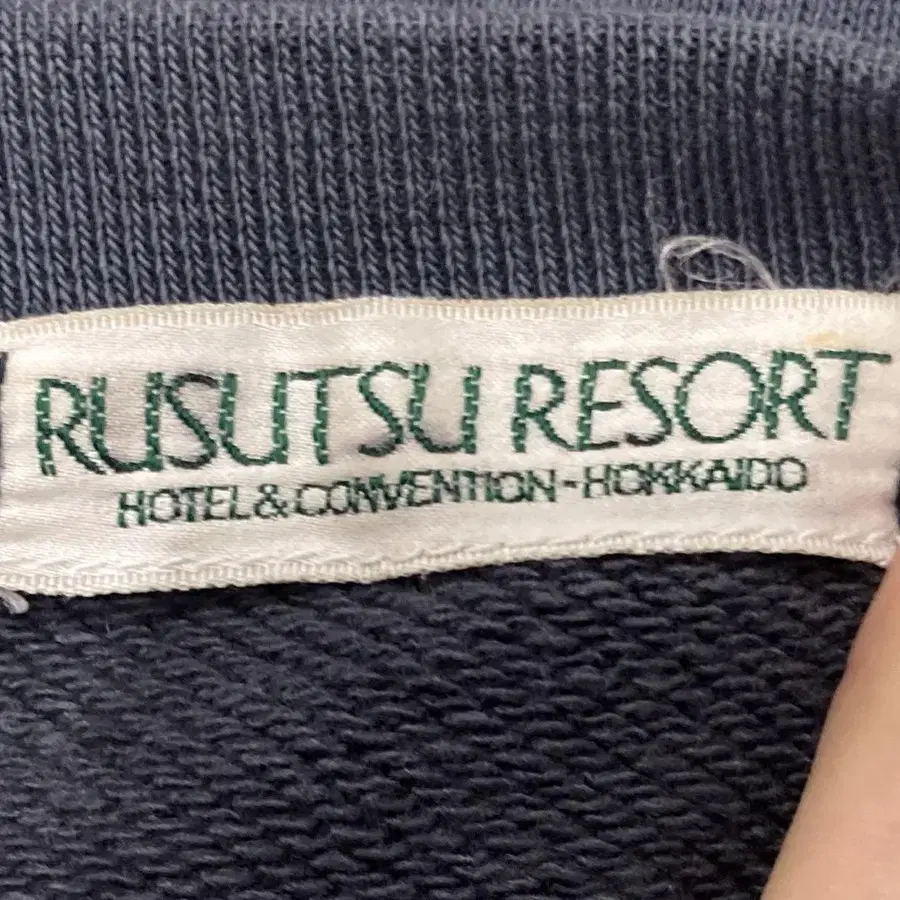 RUSUTSU RESORT
HOTEL & CONVENTION-HOKKAIDO